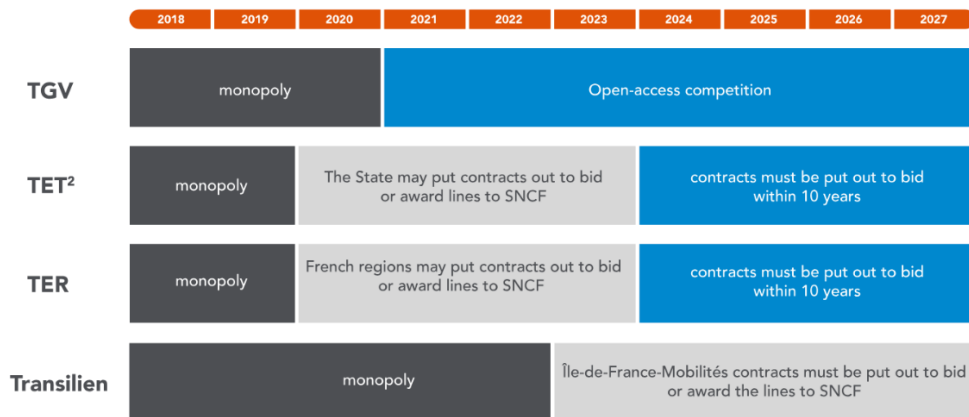 2018 2019 2020 2021 2022 2023 2024 2025 2026 2027
TGV
monopoly
Open-access competition
TET²
monopoly
The State may put contracts out to bid
or award lines to SNCF
contracts must be put out to bid
within 10 years
TER
monopoly
French regions may put contracts out to bid
or award lines to SNCF
contracts must be put out to bid
within 10 years
Transilien
monopoly
Île-de-France-Mobilités contracts must be put out to bid
or award the lines to SNCF